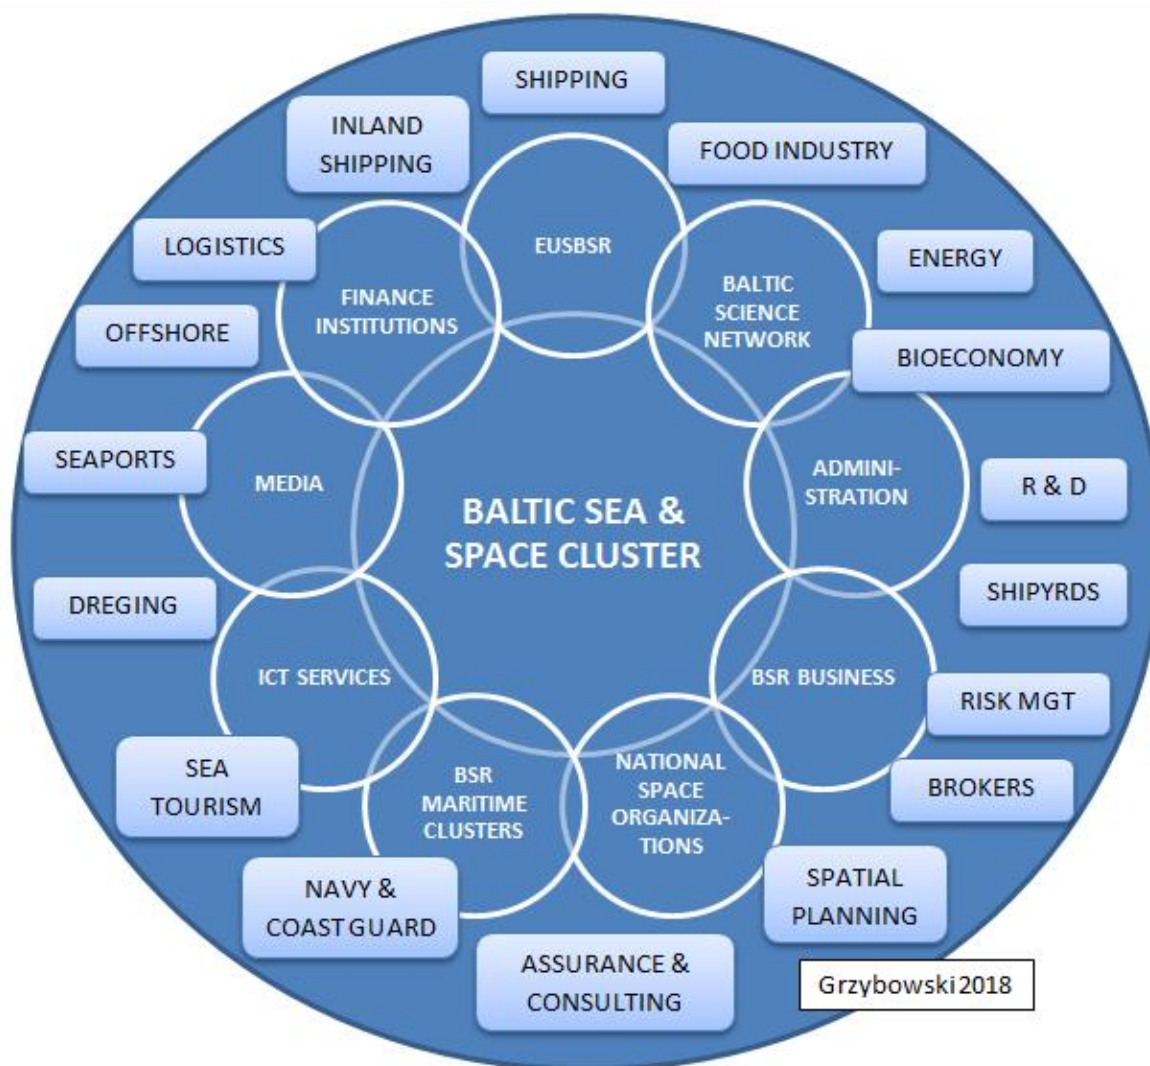 SHIPPING
INLAND
SHIPPING
FOOD INDUSTRY
LOGISTICS
EUSBSR
ENERGY
FINANCE
INSTITUTIONS
BALTIC
SCIENCE
NETWORK
OFFSHORE
BIOECONOMY
SEAPORTS
MEDIA
ADMINI-
STRATION
R & D
BALTIC SEA &
SPACE CLUSTER
DREGING
SHIPYRDS
ICT SERVICES
BSR BUSINESS
RISK MGT
SEA
TOURISM
BSR
MARITIME
CLUSTERS
NATIONAL
SPACE
ORGANIZA-
TIONS
BROKERS
NAVY &
COAST GUARD
SPATIAL
PLANNING
ASSURANCE &
CONSULTING
Grzybowski 2018